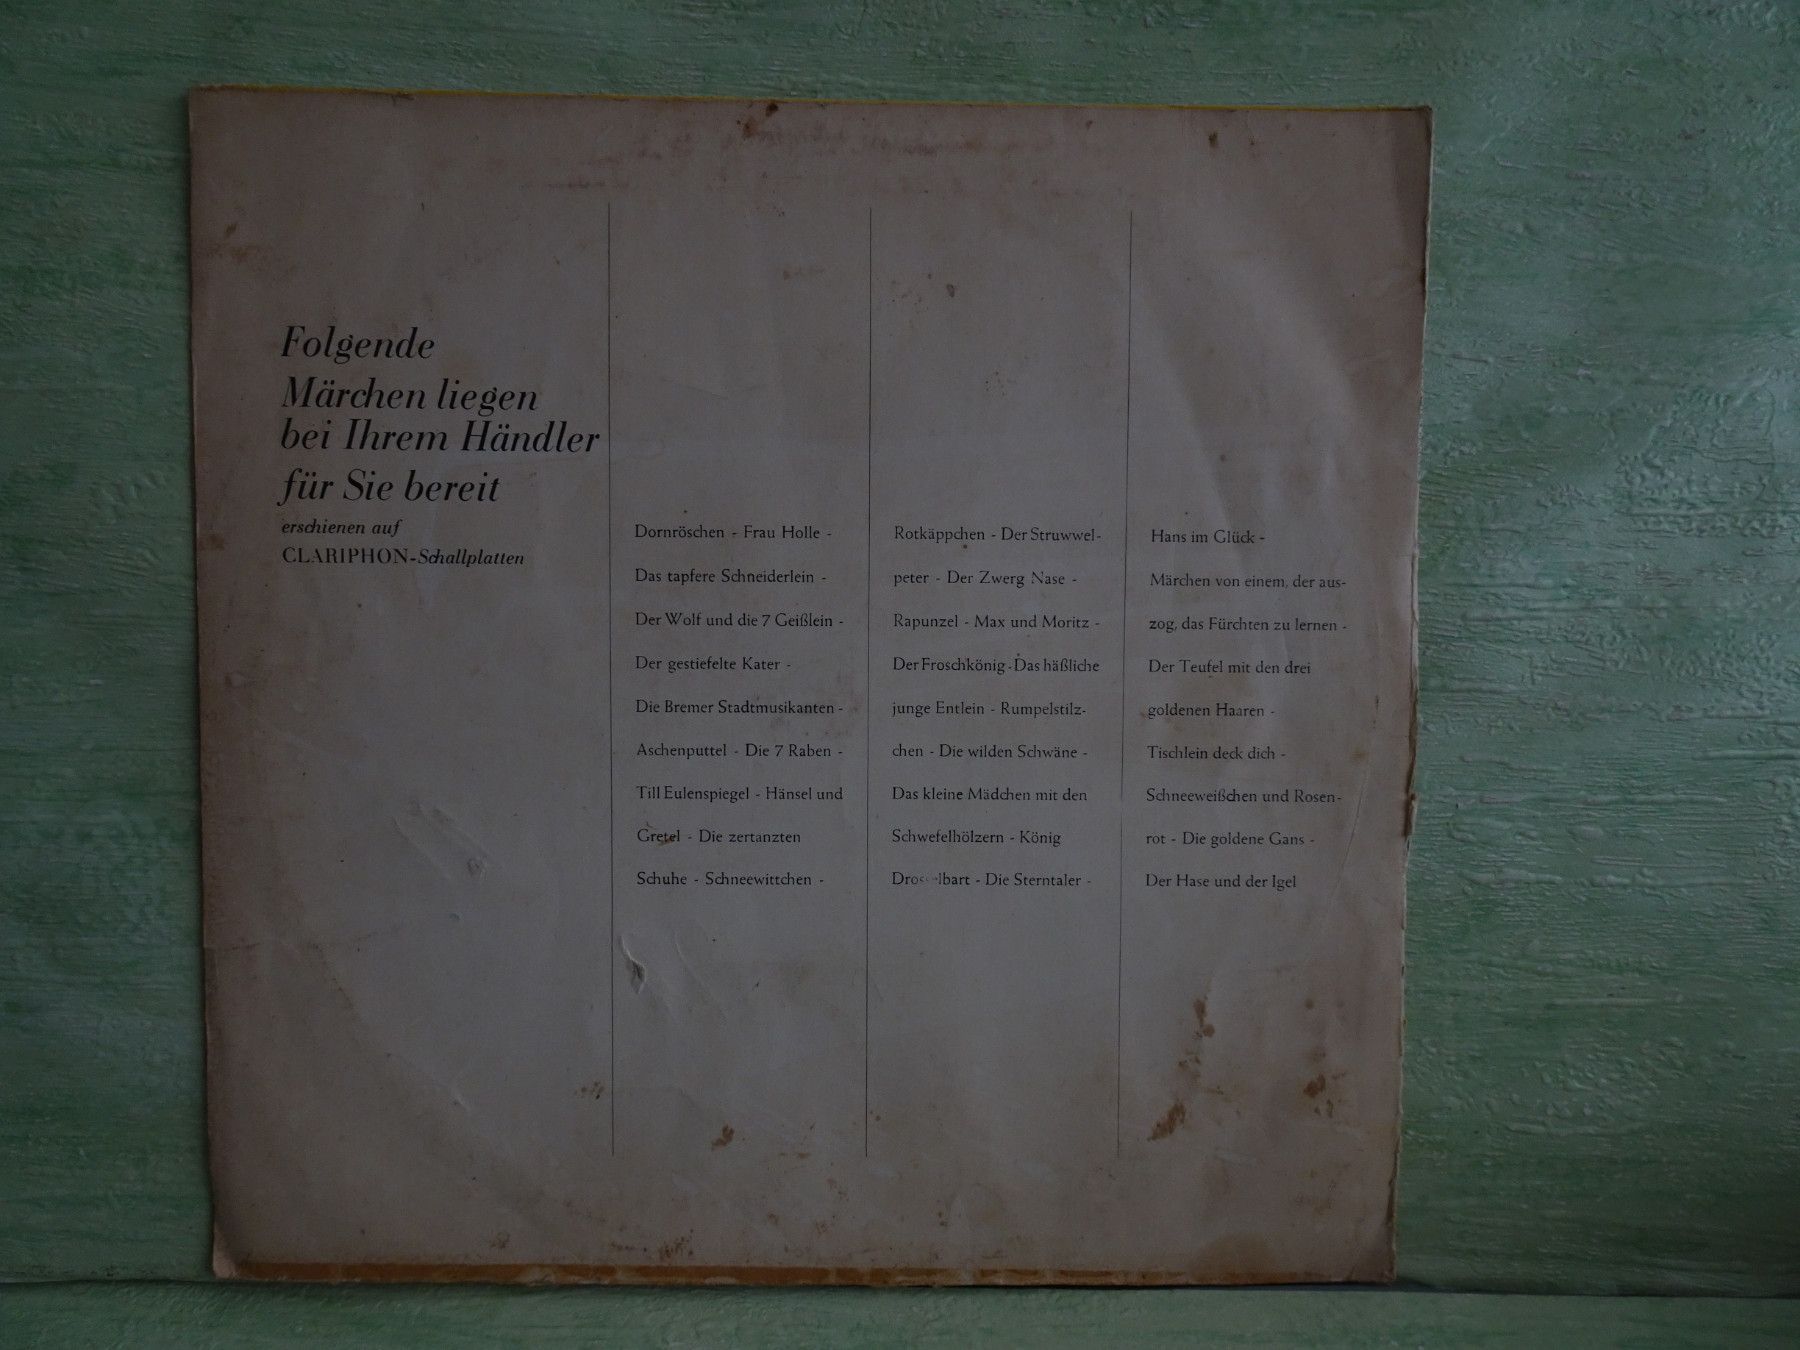 Folgende
Märchen liegen
bei Ihrem Händler
für Sie bereit
erschienen auf
CLARIPHON-Schallplatten
Dornröschen - Frau Holle -
Das tapfere Schneiderlein -
Der Wolf und die 7 Geißlein -
Der gestiefelte Kater -
Die Bremer Stadtmusikanten -
Aschenputtel - Die 7 Raben -
Till Eulenspiegel - Hänsel und
Gretel - Die zertanzten
Schuhe - Schneewittchen -
Rotkäppchen - Der Struwwel-
peter - Der Zwerg Nase -
Rapunzel - Max und Moritz -
Der Froschkönig - Das häßliche
junge Entlein - Rumpelstilz-
chen - Die wilden Schwäne -
Das kleine Mädchen mit den
Schwefelhölzern - König
Drosselbart - Die Sterntaler -
Hans im Glück -
Märchen von einem, der aus-
zog, das Fürchten zu lernen -
Der Teufel mit den drei
goldenen Haaren -
Tischlein deck dich -
Schneeweißchen und Rosen-
rot - Die goldene Gans -
Der Hase und der Igel